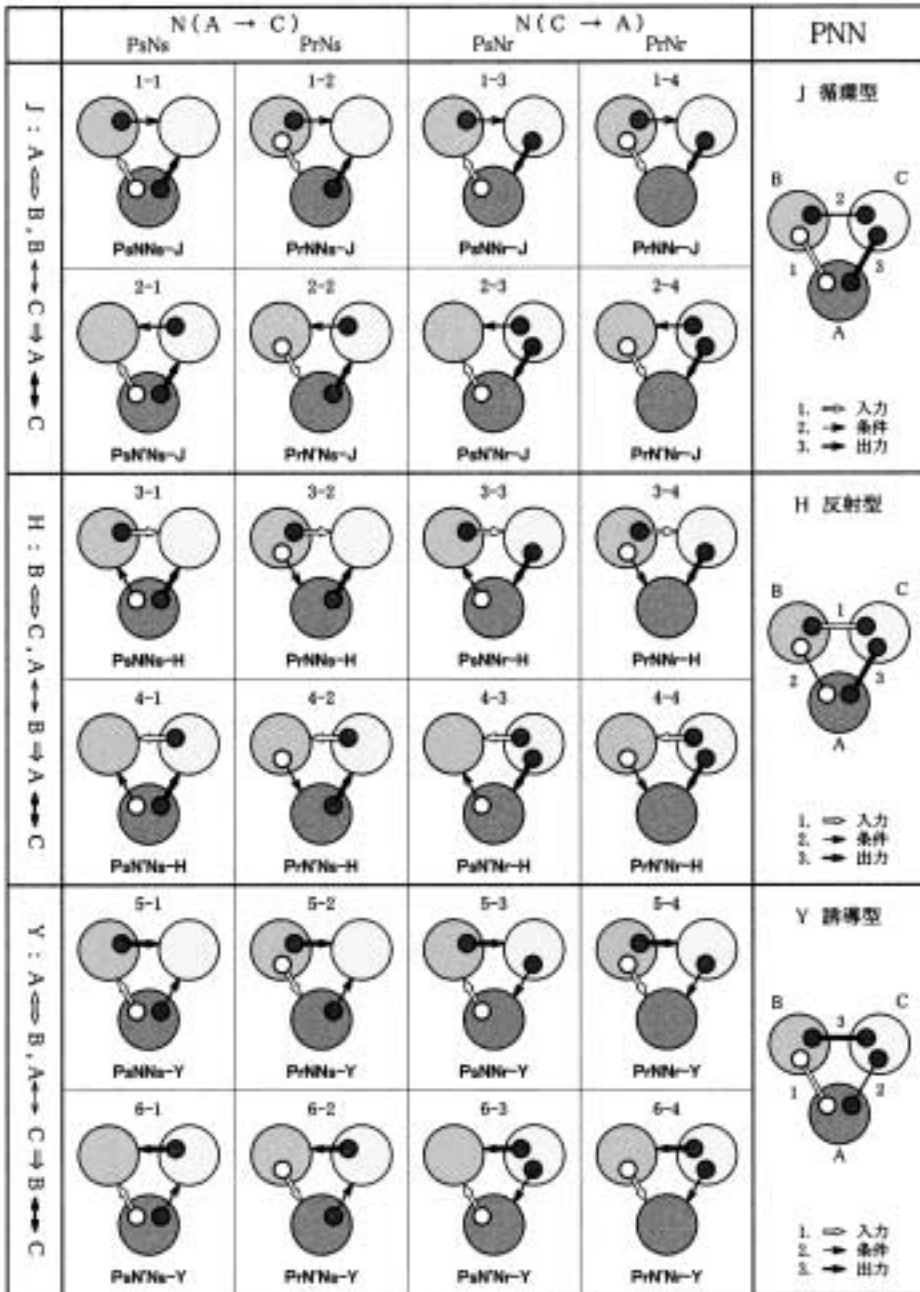 N(A → C)
N(C → A)
PNN
PsNs
PrNs
PsNr
PrNr
J : A ⇔ B, B ↔ C ⇒ A ↔ C
1-1
1-2
1-3
1-4
PsNNs-J
PrNNs-J
PsNNr-J
PrNNr-J
2-1
2-2
2-3
2-4
PsN'Ns-J
PrN'Ns-J
PsN'Nr-J
PrN'Nr-J
J 循環型
B
C
2
1
3
A
1. ⇒ 入力
2. → 条件
3. ➡ 出力
H : B ⇔ C, A ↔ B ⇒ A ↔ C
3-1
3-2
3-3
3-4
PsNNs-H
PrNNs-H
PsNNr-H
PrNNr-H
4-1
4-2
4-3
4-4
PsN'Ns-H
PrN'Ns-H
PsN'Nr-H
PrN'Nr-H
H 反射型
B
C
1
2
3
A
1. ⇒ 入力
2. → 条件
3. ➡ 出力
Y : A ⇔ B, A ↔ C ⇒ B ↔ C
5-1
5-2
5-3
5-4
PsNNs-Y
PrNNs-Y
PsNNr-Y
PrNNr-Y
6-1
6-2
6-3
6-4
PsN'Ns-Y
PrN'Ns-Y
PsN'Nr-Y
PrN'Nr-Y
Y 誘導型
B
C
3
1
2
A
1. ⇒ 入力
2. → 条件
3. ➡ 出力